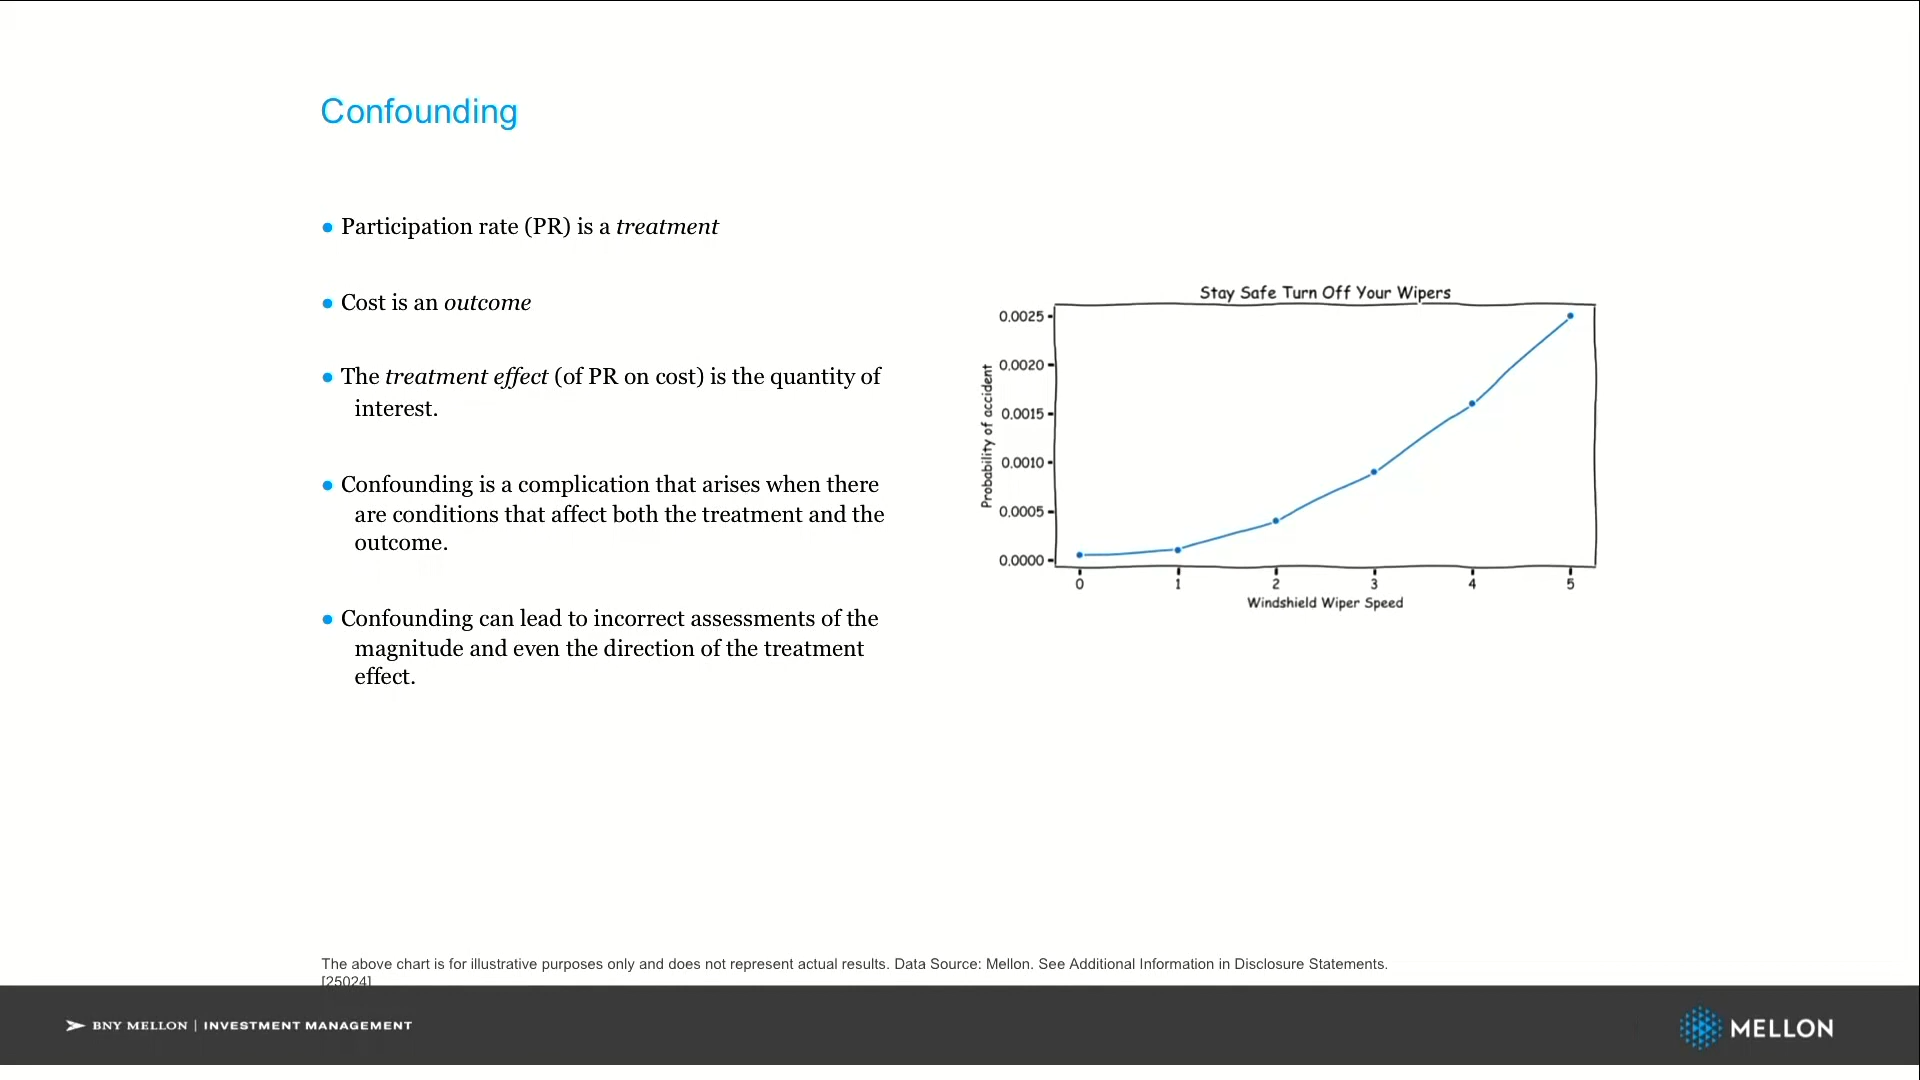 Confounding
• Participation rate (PR) is a treatment
• Cost is an outcome
• The treatment effect (of PR on cost) is the quantity of
interest.
• Confounding is a complication that arises when there
are conditions that affect both the treatment and the
outcome.
• Confounding can lead to incorrect assessments of the
magnitude and even the direction of the treatment
effect.
Stay Safe Turn Off Your Wipers
Probability of accident
0.0025
0.0020
0.0015
0.0010
0.0005
0.0000
0 1 2 3 4 5
Windshield Wiper Speed
The above chart is for illustrative purposes only and does not represent actual results. Data Source: Mellon. See Additional Information in Disclosure Statements.
[25024]
BNY MELLON | INVESTMENT MANAGEMENT
MELLON